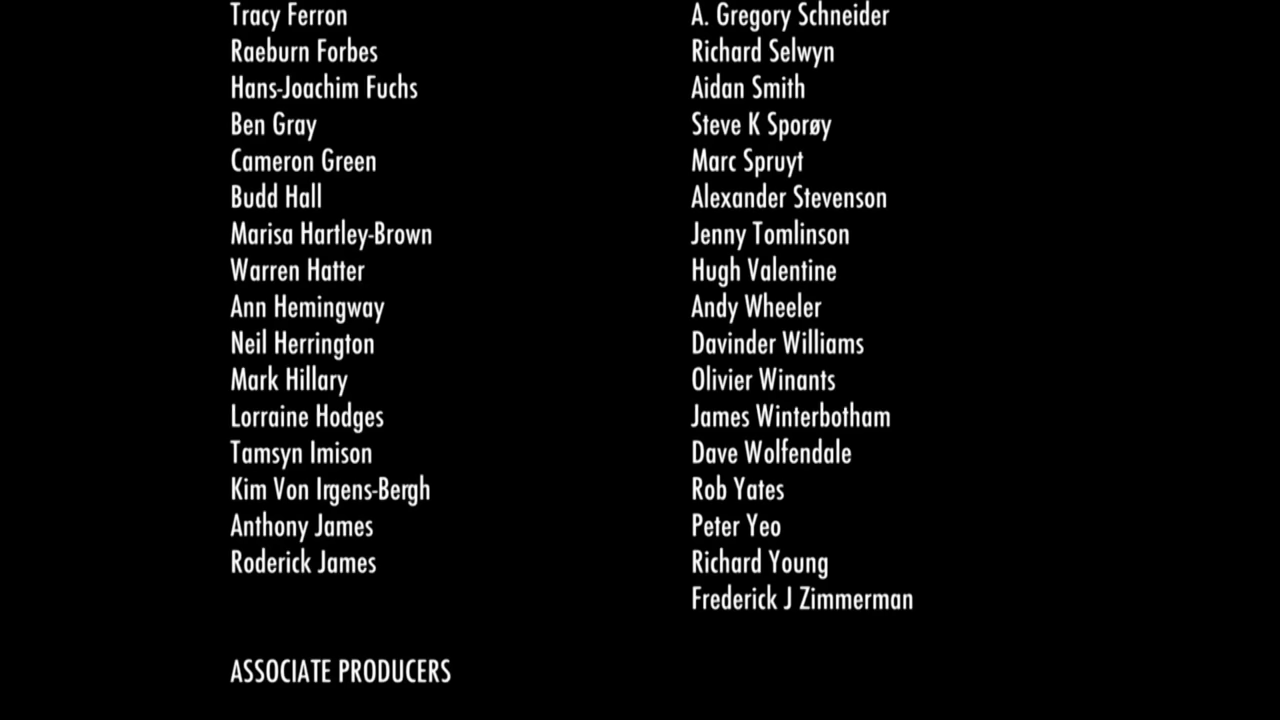 Tracy Ferron
Raeburn Forbes
Hans-Joachim Fuchs
Ben Gray
Cameron Green
Budd Hall
Marisa Hartley-Brown
Warren Hatter
Ann Hemingway
Neil Herrington
Mark Hillary
Lorraine Hodges
Tamsyn Imison
Kim Von Irgens-Bergh
Anthony James
Roderick James
A. Gregory Schneider
Richard Selwyn
Aidan Smith
Steve K Sporøy
Marc Spruyt
Alexander Stevenson
Jenny Tomlinson
Hugh Valentine
Andy Wheeler
Davinder Williams
Olivier Winants
James Winterbotham
Dave Wolfendale
Rob Yates
Peter Yeo
Richard Young
Frederick J Zimmerman
ASSOCIATE PRODUCERS